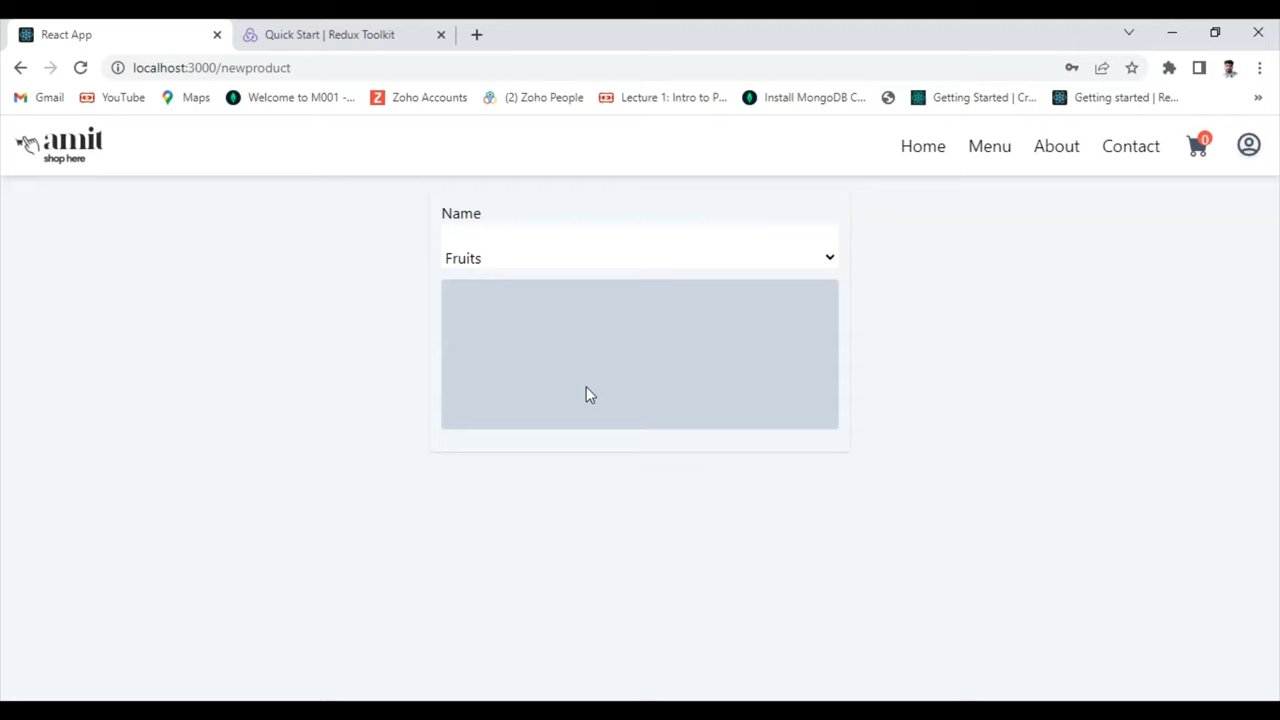 React App
Quick Start | Redux Toolkit
localhost:3000/newproduct
Gmail
YouTube
Maps
Welcome to M001 -...
Zoho Accounts
(2) Zoho People
Lecture 1: Intro to P...
Install MongoDB C...
Getting Started | Cr...
Getting started | Re...
»
amit
shop here
Home
Menu
About
Contact
0
Name
Fruits